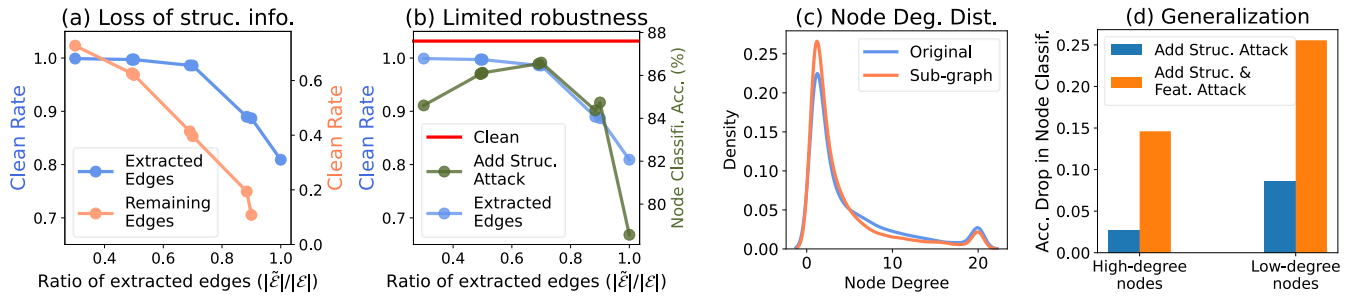 (a) Loss of struc. info.
Clean Rate
1.0
0.9
0.8
0.7
0.6
0.4
0.2
0.0
Clean Rate
Extracted
Edges
Remaining
Edges
0.4
0.6
0.8
1.0
Ratio of extracted edges (|Ɛ̃|/|Ɛ|)
(b) Limited robustness
Clean Rate
1.0
0.9
0.8
0.7
88
86
84
82
80
Node Classifi. Acc. (%)
Clean
Add Struc.
Attack
Extracted
Edges
0.4
0.6
0.8
1.0
Ratio of extracted edges (|Ɛ̃|/|Ɛ|)
(c) Node Deg. Dist.
Density
0.25
0.20
0.15
0.10
0.05
0.00
Original
Sub-graph
0
10
20
Node Degree
(d) Generalization
Acc. Drop in Node Classif.
0.25
0.20
0.15
0.10
0.05
0.00
Add Struc. Attack
Add Struc. &
Feat. Attack
High-degree
nodes
Low-degree
nodes